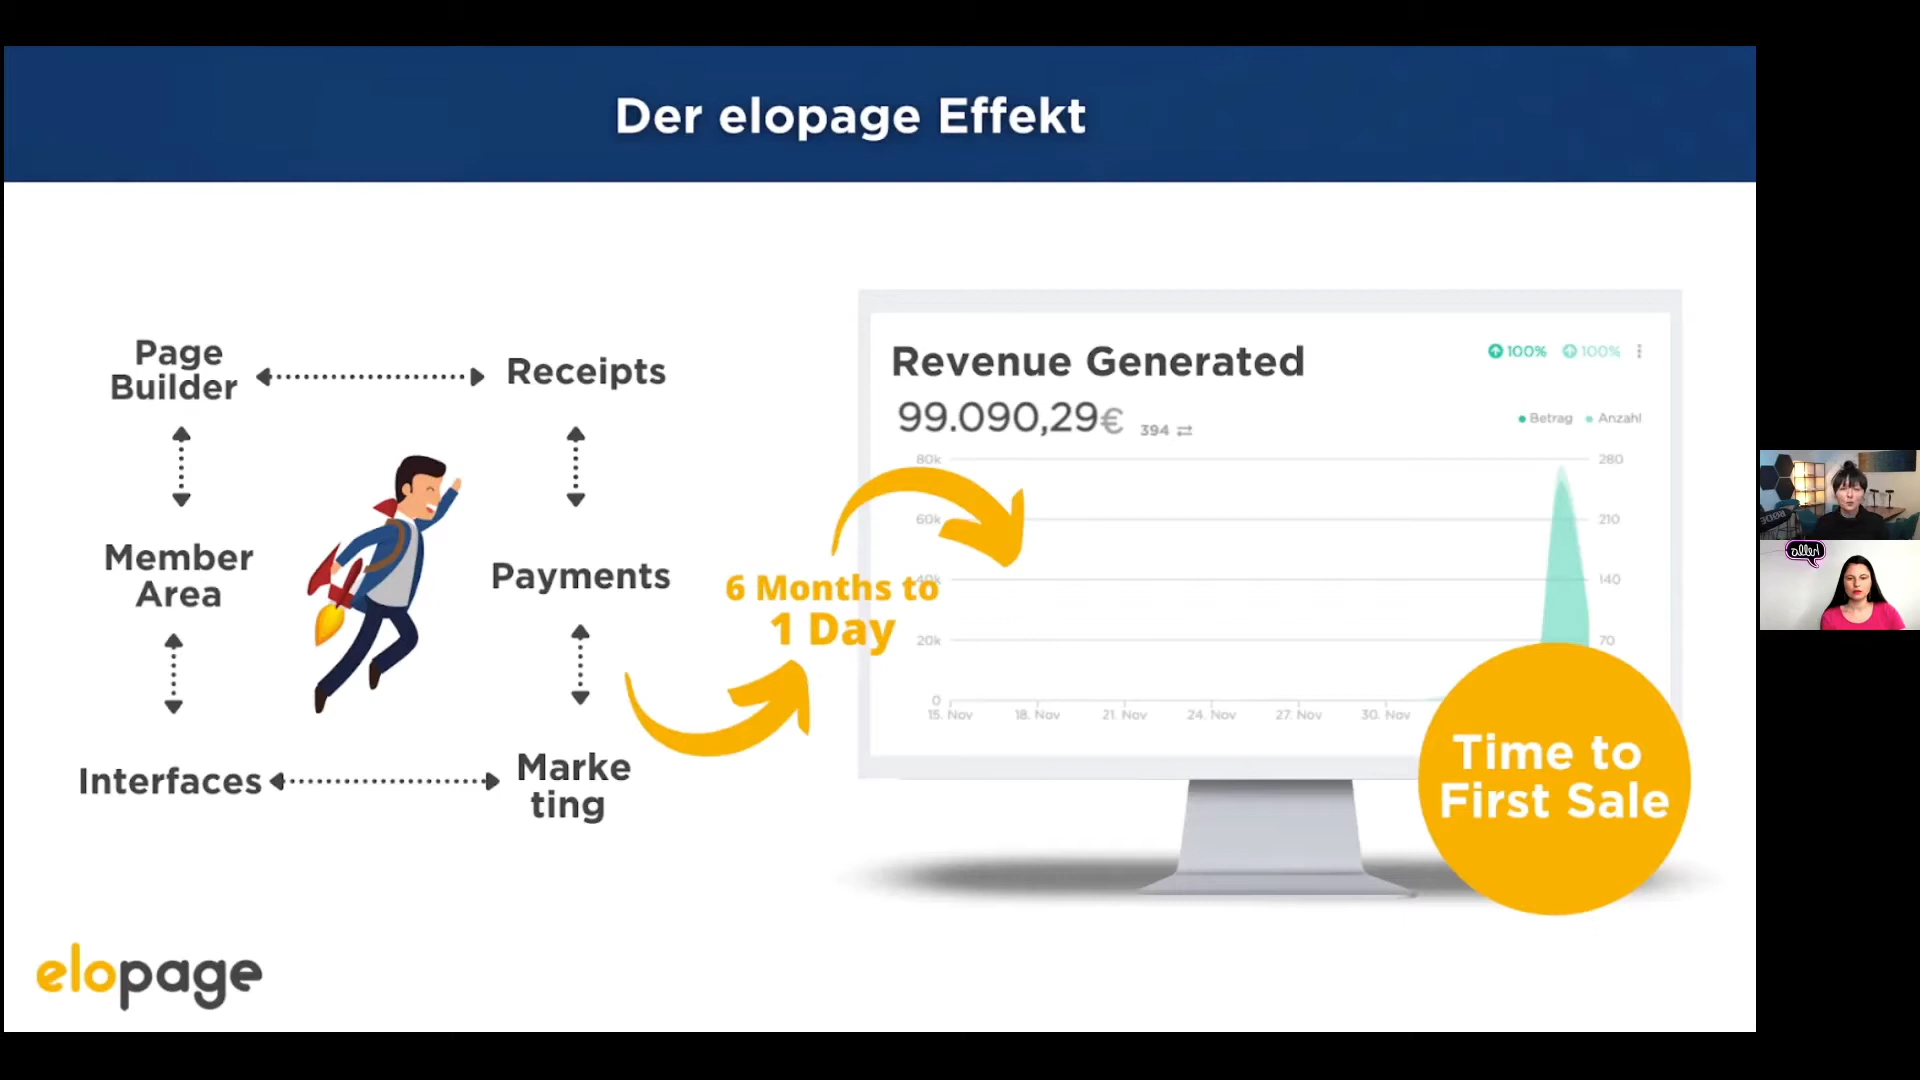 Der elopage Effekt
Page
Builder
Receipts
Member
Area
Payments
Interfaces
Marke
ting
6 Months to
1 Day
Revenue Generated
100% 100%
99.090,29€ 394
Betrag Anzahl
80k
60k
40k
20k
0
280
210
140
70
15. Nov 18. Nov 21. Nov 24. Nov 27. Nov 30. Nov
Time to
First Sale
elopage
RØDE
alle!